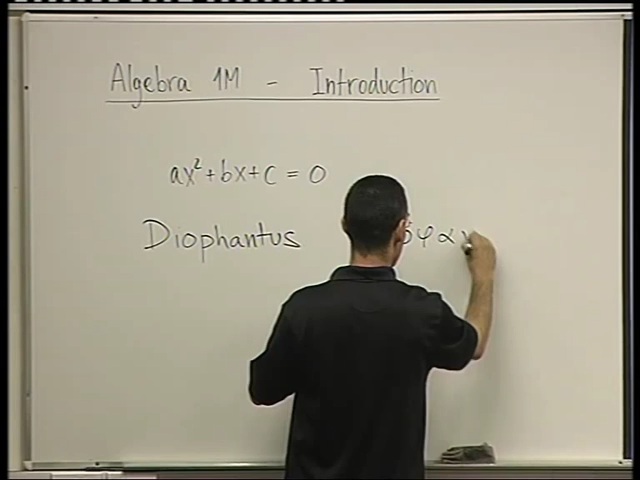 Algebra 1M - Introduction
ax²+bx+c = 0
Diophantus